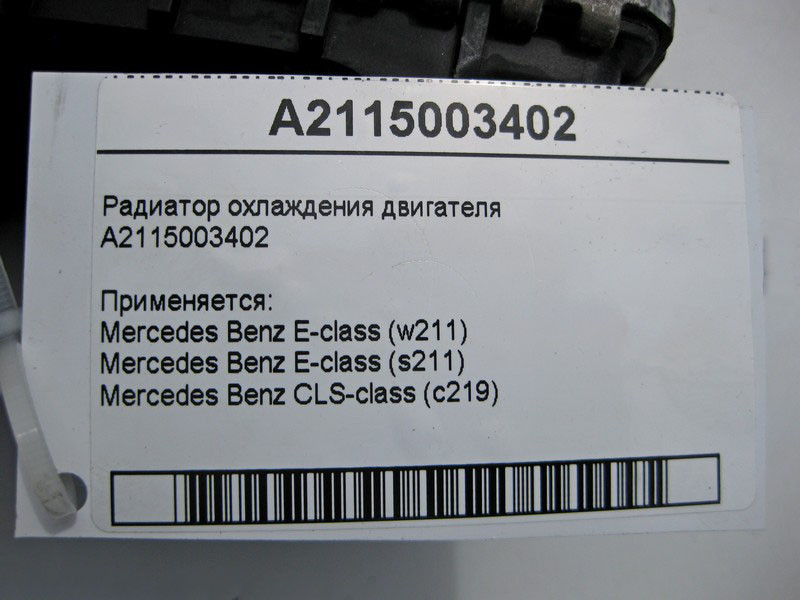 A2115003402
Радиатор охлаждения двигателя
A2115003402
Применяется:
Mercedes Benz E-class (w211)
Mercedes Benz E-class (s211)
Mercedes Benz CLS-class (c219)